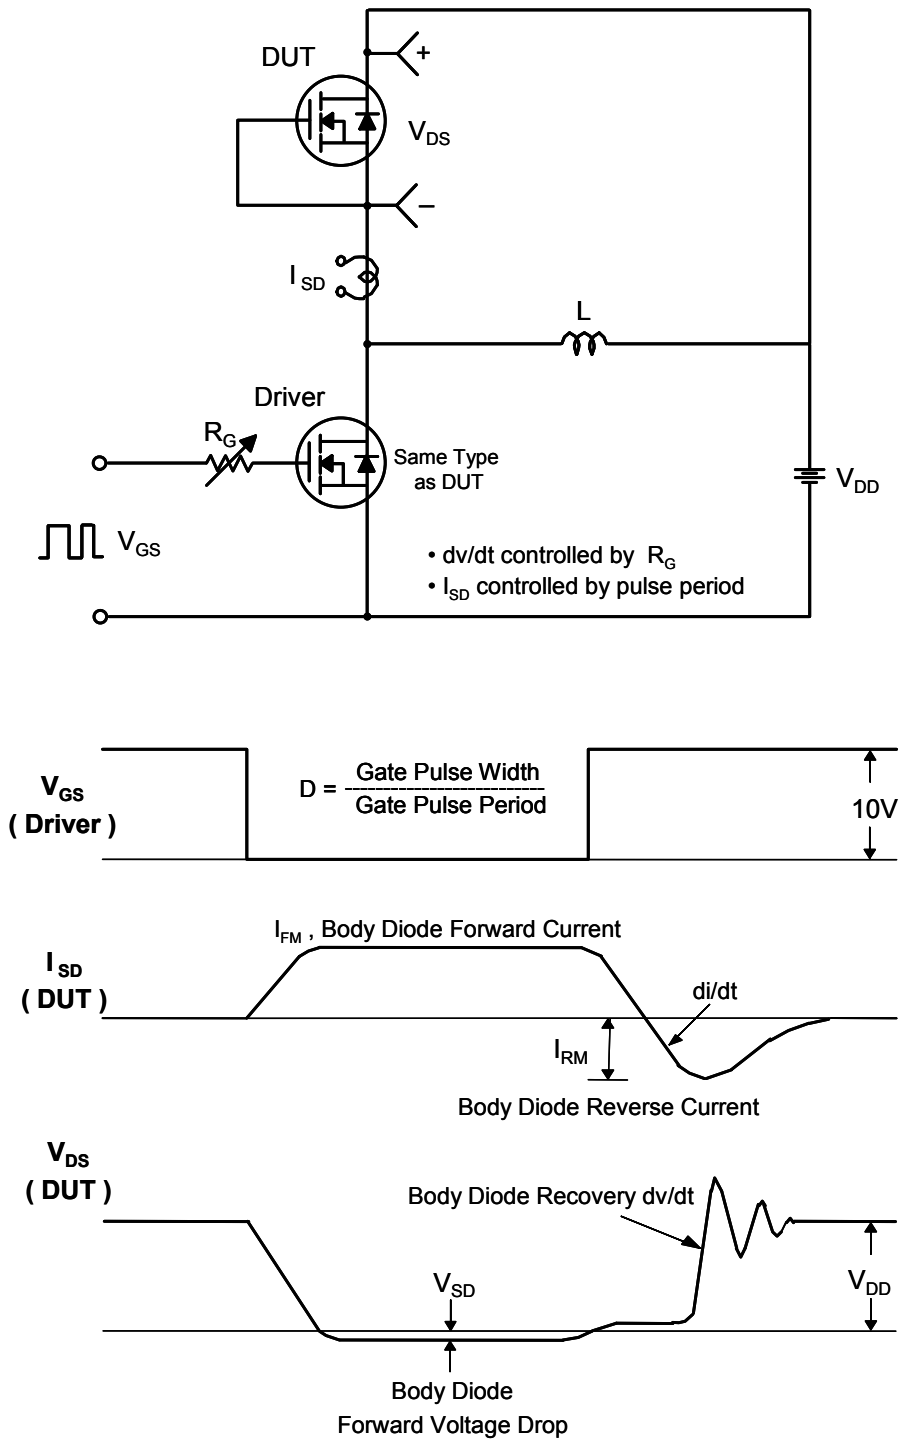 DUT
+
V_DS
–
I_SD
L
Driver
R_G
Same Type
as DUT
V_DD
V_GS
• dv/dt controlled by R_G
• I_SD controlled by pulse period
V_GS
( Driver )
D = Gate Pulse Width
--------------------------
Gate Pulse Period
10V
I_FM , Body Diode Forward Current
I_SD
( DUT )
di/dt
I_RM
Body Diode Reverse Current
V_DS
( DUT )
Body Diode Recovery dv/dt
V_SD
V_DD
Body Diode
Forward Voltage Drop